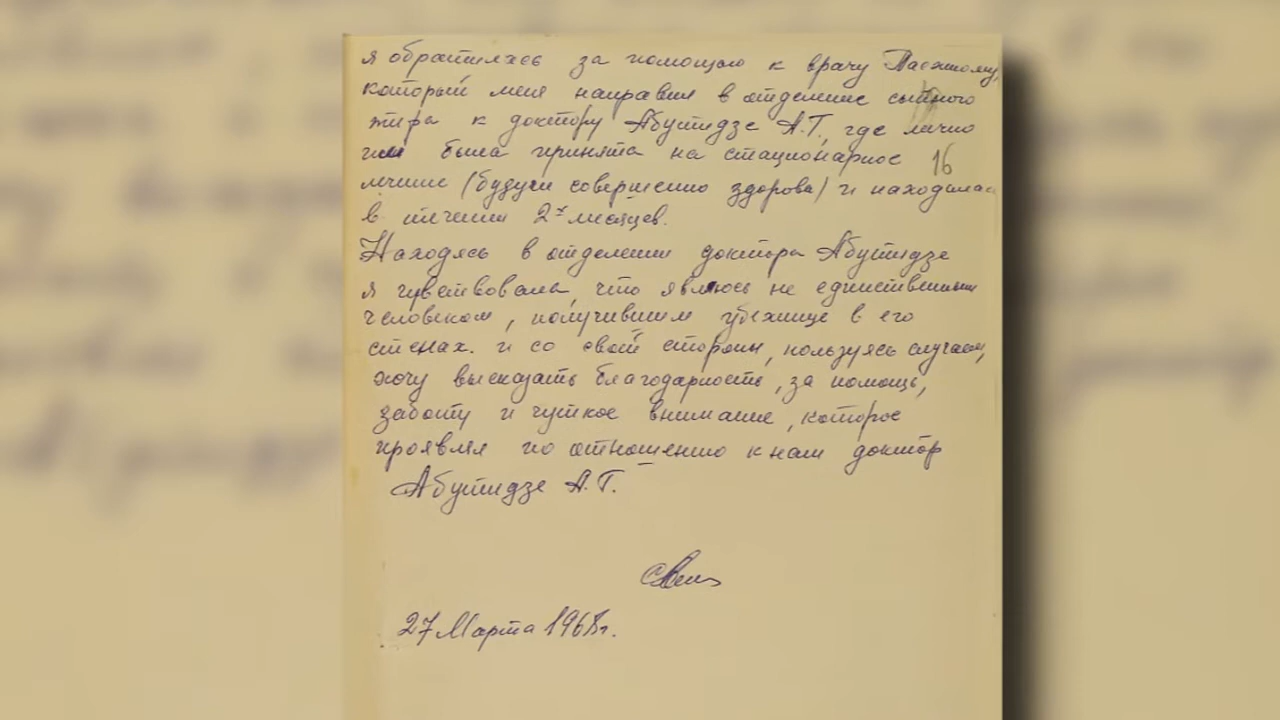 я обратилась за помощью к врачу
который меня направил в отделение сыпного
тифа к доктору Абутидзе А.Т., где лично
им была принята на стационарное 16
лечение (будучи совершенно здорова) и находилась
в течении 2х месяцев.
Находясь в отделении доктора Абутидзе
я чувствовала, что являюсь не единственным
человеком, получившим убежище в его
стенах. и со своей стороны, пользуясь случаем,
хочу высказать благодарность, за помощь,
заботу и чуткое внимание, которое
проявлял по отношению к нам доктор
Абутидзе А.Т.
27 Марта 1968г.